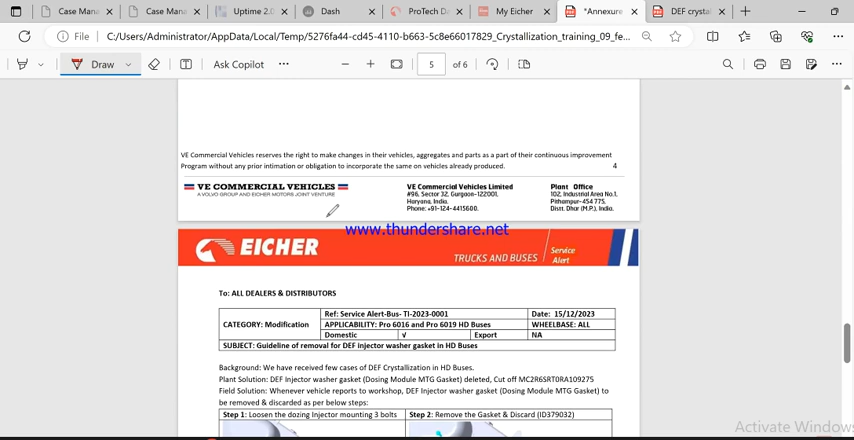 Case Mana
Case Mana
Uptime 2.0
Dash
ProTech Da
My Eicher
*Annexure
DEF crystal
File
C:/Users/Administrator/AppData/Local/Temp/5276fa44-cd45-4110-b663-5c8e66017829_Crystallization_training_09_fe...
Draw
Ask Copilot
5 of 6
VE Commercial Vehicles reserves the right to make changes in their vehicles, aggregates and parts as a part of their continuous improvement
Program without any prior intimation or obligation to incorporate the same on vehicles already produced. 4
VE COMMERCIAL VEHICLES
A VOLVO GROUP AND EICHER MOTORS JOINT VENTURE
VE Commercial Vehicles Limited
#96, Sector 32, Gurgaon-122001,
Haryana, India.
Phone: +91-124-4415600.
Plant Office
102, Industrial Area No.1,
Pithampur-454 775,
Distt. Dhar (M.P.), India.
www.thundershare.net
EICHER
TRUCKS AND BUSES
Service
Alert
To: ALL DEALERS & DISTRIBUTORS
CATEGORY: Modification
Ref: Service Alert-Bus- TI-2023-0001 Date: 15/12/2023
APPLICABILITY: Pro 6016 and Pro 6019 HD Buses WHEELBASE: ALL
Domestic √ Export NA
SUBJECT: Guideline of removal for DEF injector washer gasket in HD Buses
Background: We have received few cases of DEF Crystallization in HD Buses.
Plant Solution: DEF Injector washer gasket (Dosing Module MTG Gasket) deleted, Cut off MC2R6SRT0RA109275
Field Solution: Whenever vehicle reports to workshop, DEF Injector washer gasket (Dosing Module MTG Gasket) to
be removed & discarded as per below steps:
Step 1: Loosen the dozing Injector mounting 3 bolts Step 2: Remove the Gasket & Discard (ID379032)
Activate Windows